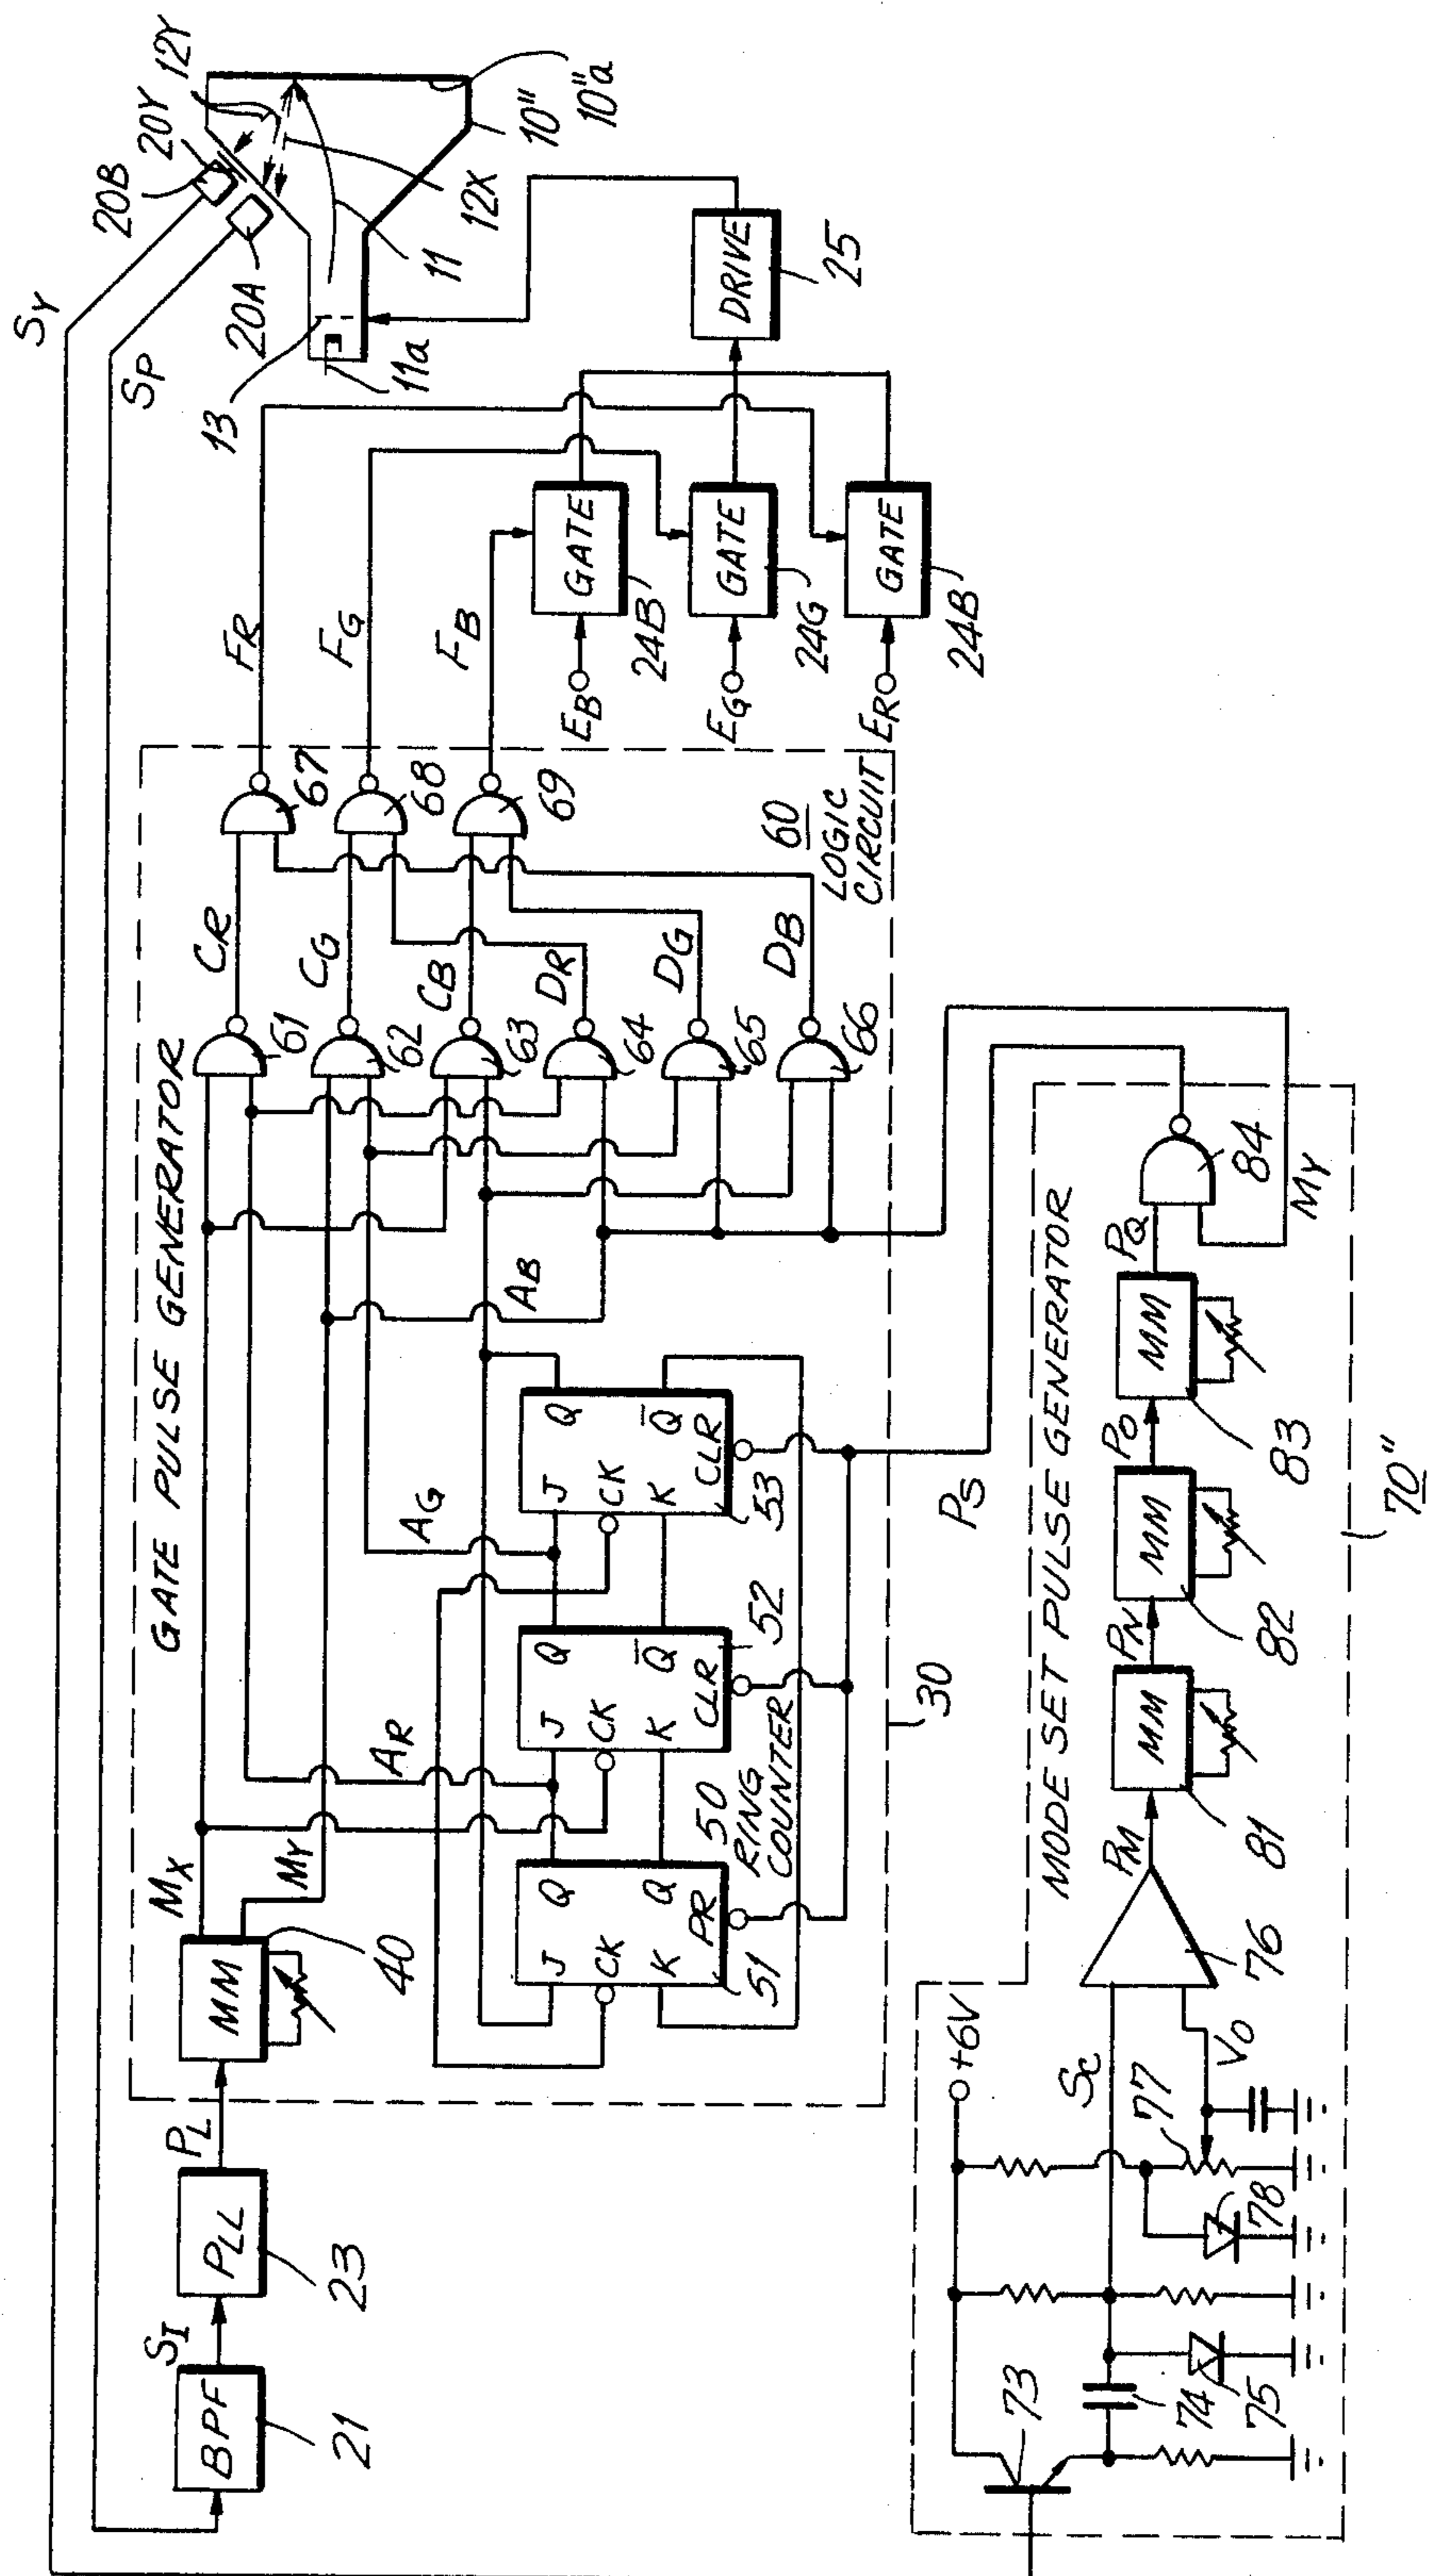 SY
SP
20B
20Y
12Y
20A
13
11a
11
12X
10"
10"a
SI
PL
BPF
21
PLL
23
MM
40
MX
MY
GATE PULSE GENERATOR
AR
AG
AB
J
CK
K
Q
Q
PR
51
J
CK
K
Q
Q̅
CLR
52
J
CK
K
Q
Q̅
CLR
53
50
RING
COUNTER
30
61
62
63
64
65
66
CR
CG
CB
DR
DG
DB
67
68
69
60
LOGIC
CIRCUIT
FR
FG
FB
EB
GATE
24B
EG
GATE
24G
ER
GATE
24B'
DRIVE
25
PS
MODE SET PULSE GENERATOR
73
74
75
+6V
SC
77
78
VO
76
PM
MM
81
PN
MM
82
PO
MM
83
PQ
84
MY
70"